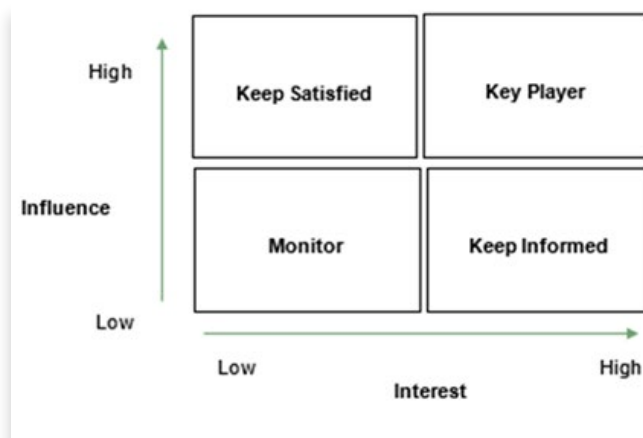 High
Keep Satisfied
Key Player
Influence
Monitor
Keep Informed
Low
Low
High
Interest